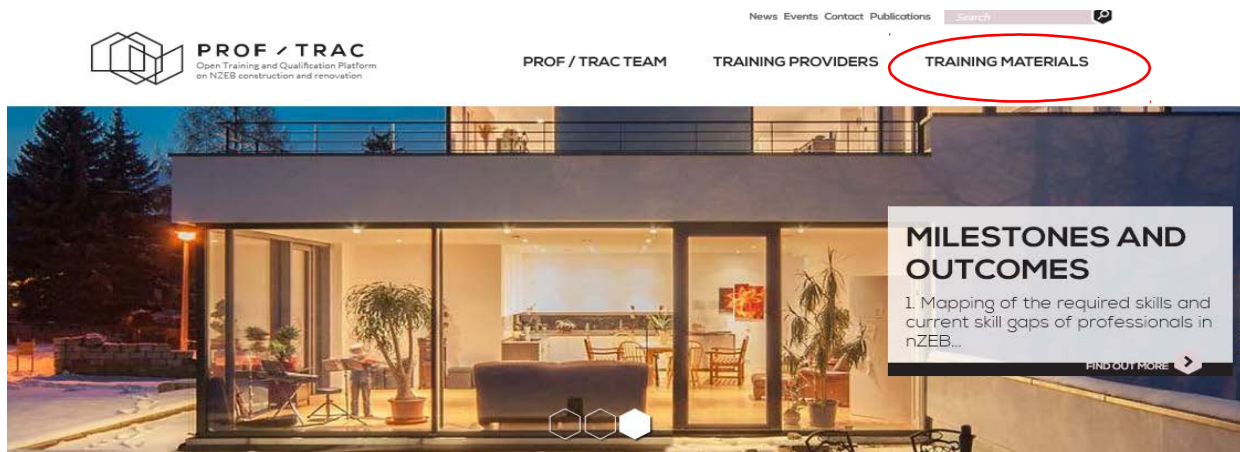 News Events Contact Publications Search
PROF / TRAC
Open Training and Qualification Platform
on NZEB construction and renovation
PROF / TRAC TEAM TRAINING PROVIDERS TRAINING MATERIALS
MILESTONES AND
OUTCOMES
1. Mapping of the required skills and
current skill gaps of professionals in
nZEB...
FIND OUT MORE